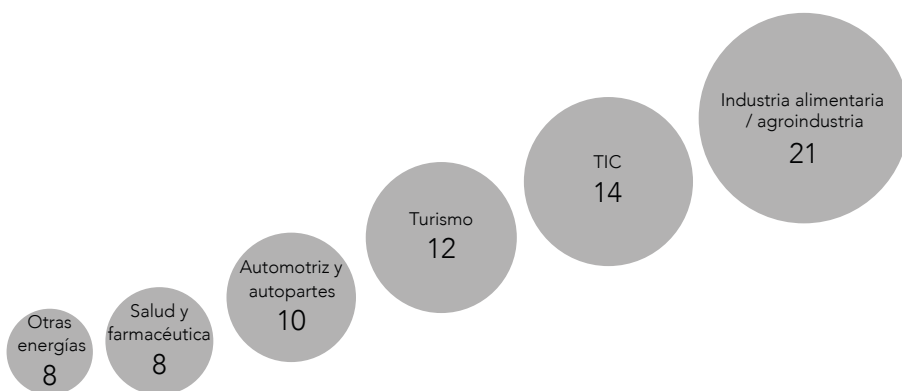 Otras
energías
8
Salud y
farmacéutica
8
Automotriz y
autopartes
10
Turismo
12
TIC
14
Industria alimentaria
/ agroindustria
21